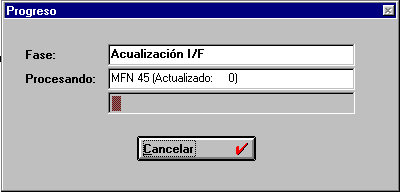 Progreso
Fase: Acualización I/F
Procesando: MFN 45 (Actualizado: 0)
Cancelar